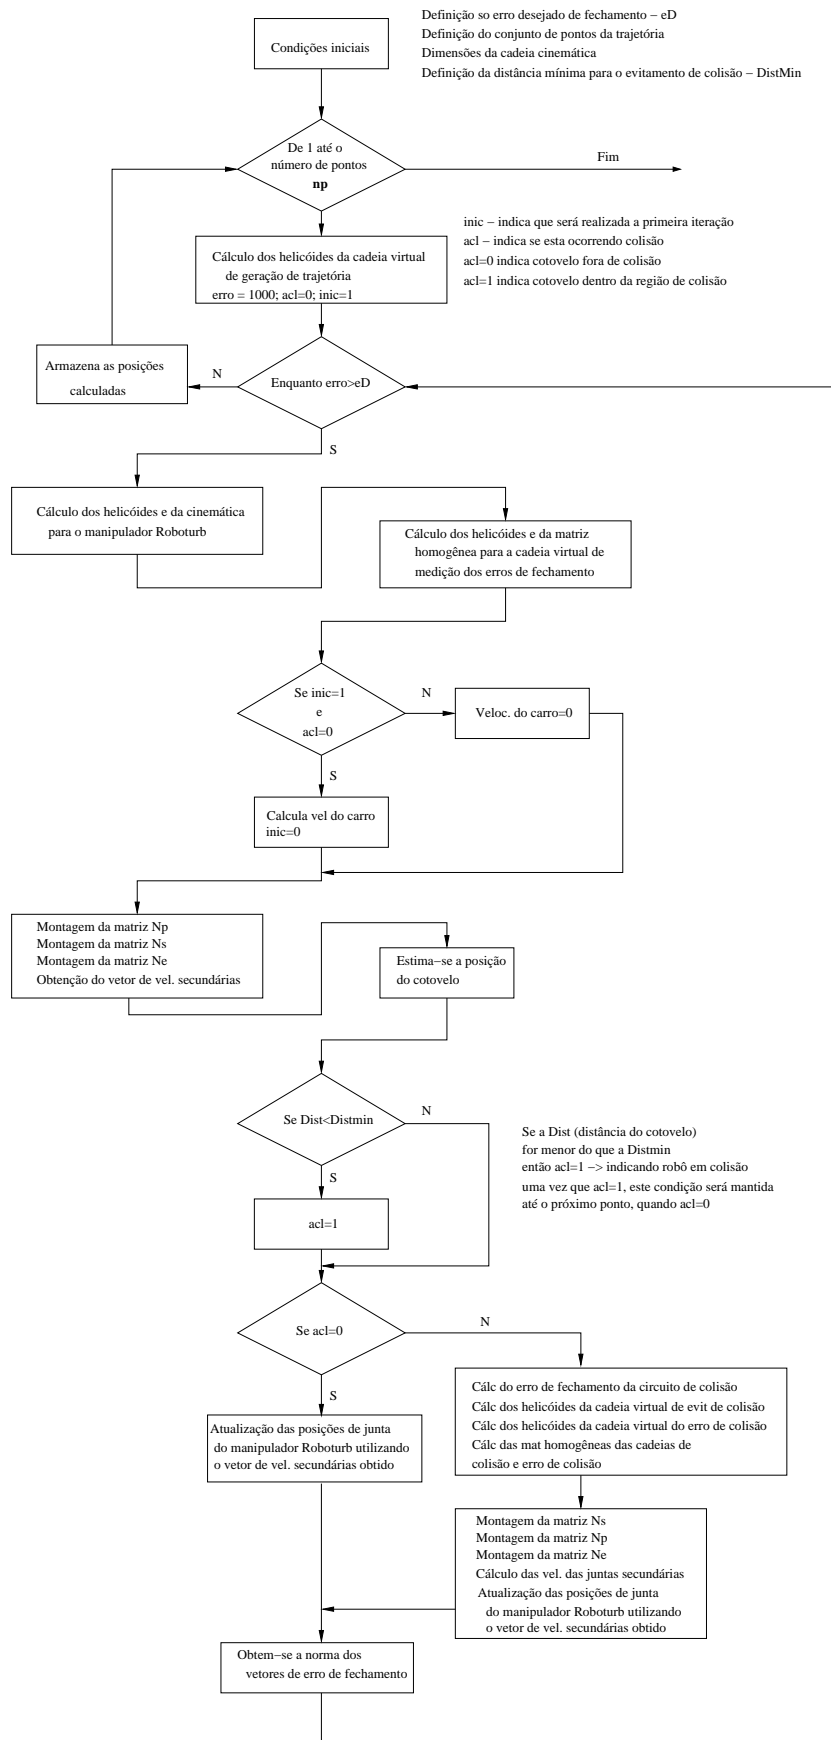 Definição so erro desejado de fechamento – eD
Definição do conjunto de pontos da trajetória
Dimensões da cadeia cinemática
Definição da distância mínima para o evitamento de colisão – DistMin
Condições iniciais
De 1 até o
número de pontos
np
Fim
inic – indica que será realizada a primeira iteração
acl – indica se esta ocorrendo colisão
acl=0 indica cotovelo fora de colisão
acl=1 indica cotovelo dentro da região de colisão
Cálculo dos helicóides da cadeia virtual
de geração de trajetória
erro = 1000; acl=0; inic=1
Armazena as posições
calculadas
N
Enquanto erro>eD
S
Cálculo dos helicóides e da cinemática
para o manipulador Roboturb
Cálculo dos helicóides e da matriz
homogênea para a cadeia virtual de
medição dos erros de fechamento
Se inic=1
e
acl=0
N
Veloc. do carro=0
S
Calcula vel do carro
inic=0
Montagem da matriz Np
Montagem da matriz Ns
Montagem da matriz Ne
Obtenção do vetor de vel. secundárias
Estima–se a posição
do cotovelo
Se Dist<Distmin
N
S
Se a Dist (distância do cotovelo)
for menor do que a Distmin
então acl=1 –> indicando robô em colisão
uma vez que acl=1, este condição será mantida
até o próximo ponto, quando acl=0
acl=1
Se acl=0
N
S
Cálc do erro de fechamento da circuito de colisão
Cálc dos helicóides da cadeia virtual de evit de colisão
Cálc dos helicóides da cadeia virtual do erro de colisão
Cálc das mat homogêneas das cadeias de
colisão e erro de colisão
Atualização das posições de junta
do manipulador Roboturb utilizando
o vetor de vel. secundárias obtido
Montagem da matriz Ns
Montagem da matriz Np
Montagem da matriz Ne
Cálculo das vel. das juntas secundárias
Atualização das posições de junta
do manipulador Roboturb utilizando
o vetor de vel. secundárias obtido
Obtem–se a norma dos
vetores de erro de fechamento